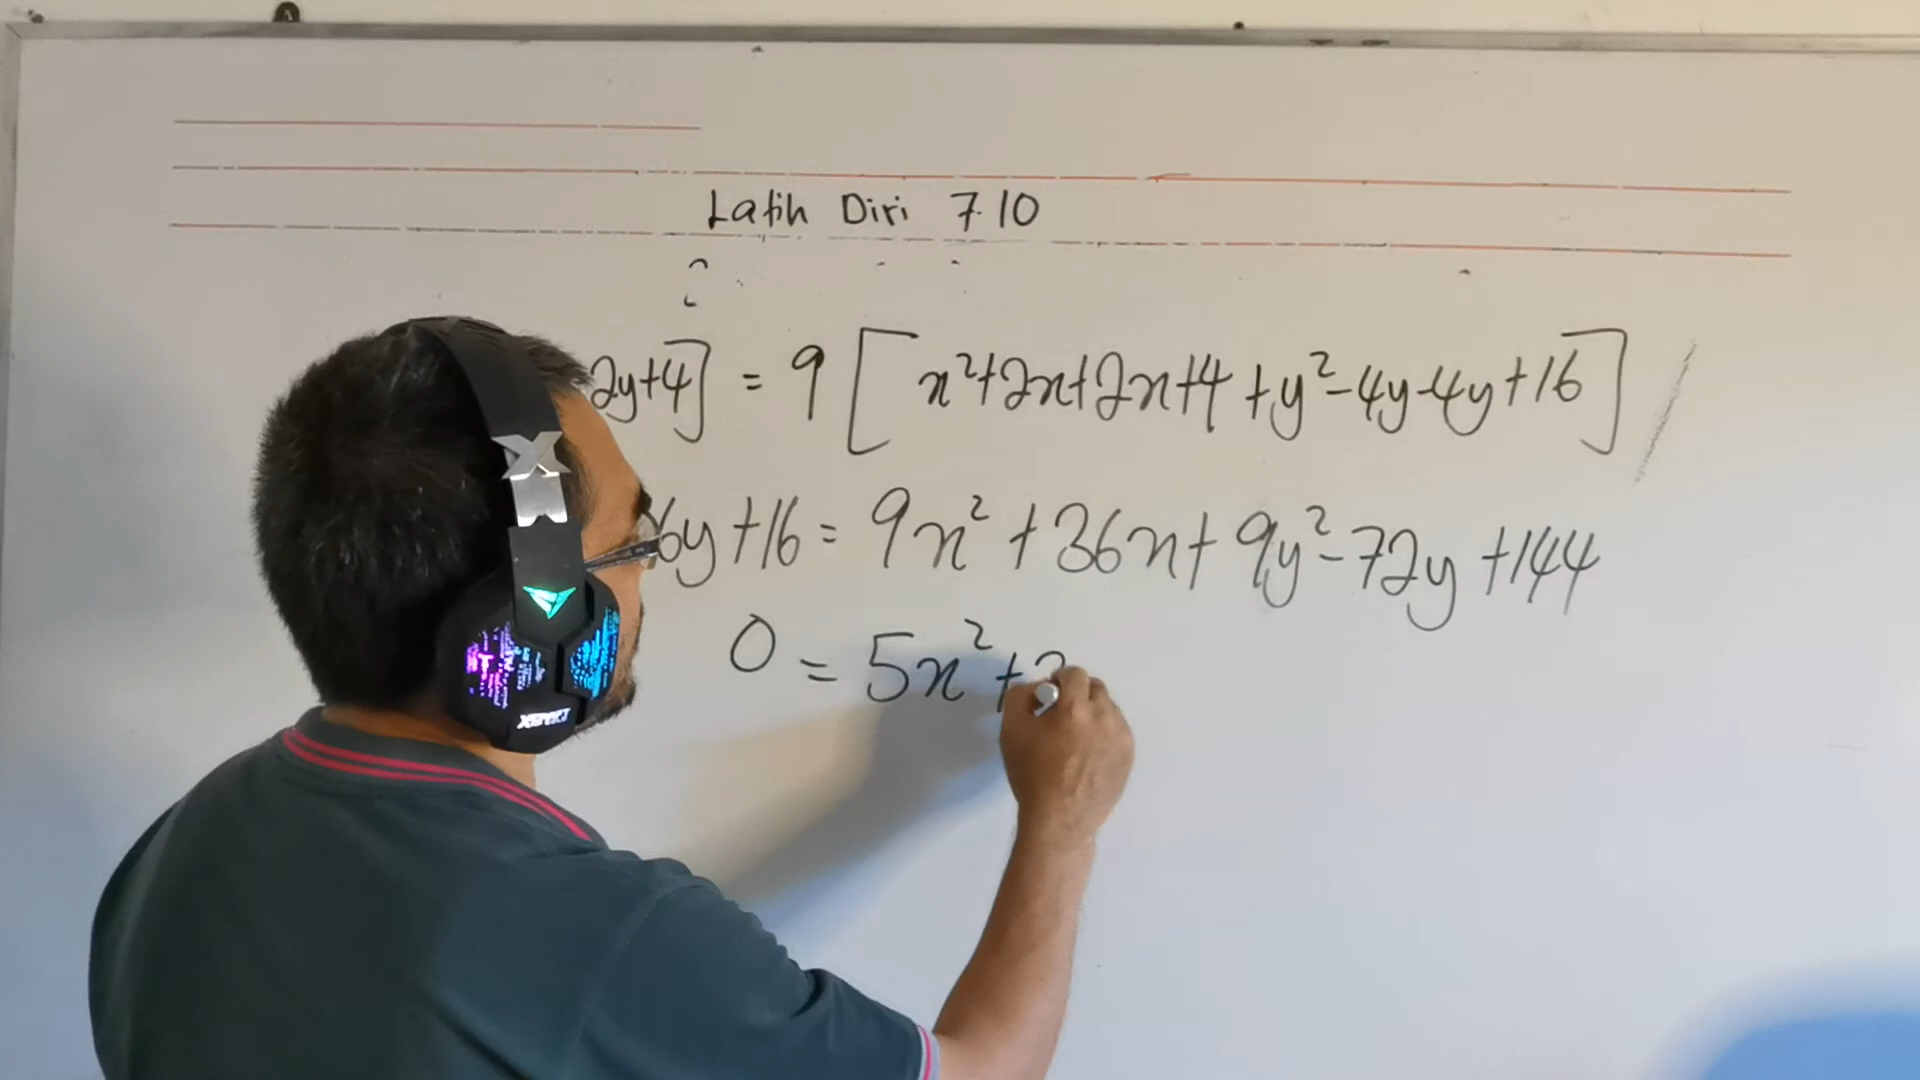 Latih Diri 7.10
2y+4] = 9 [x²+2x+2x+4+y²-4y-4y+16]
6y+16 = 9x²+36x+9y²-72y+144
0 = 5x²+3